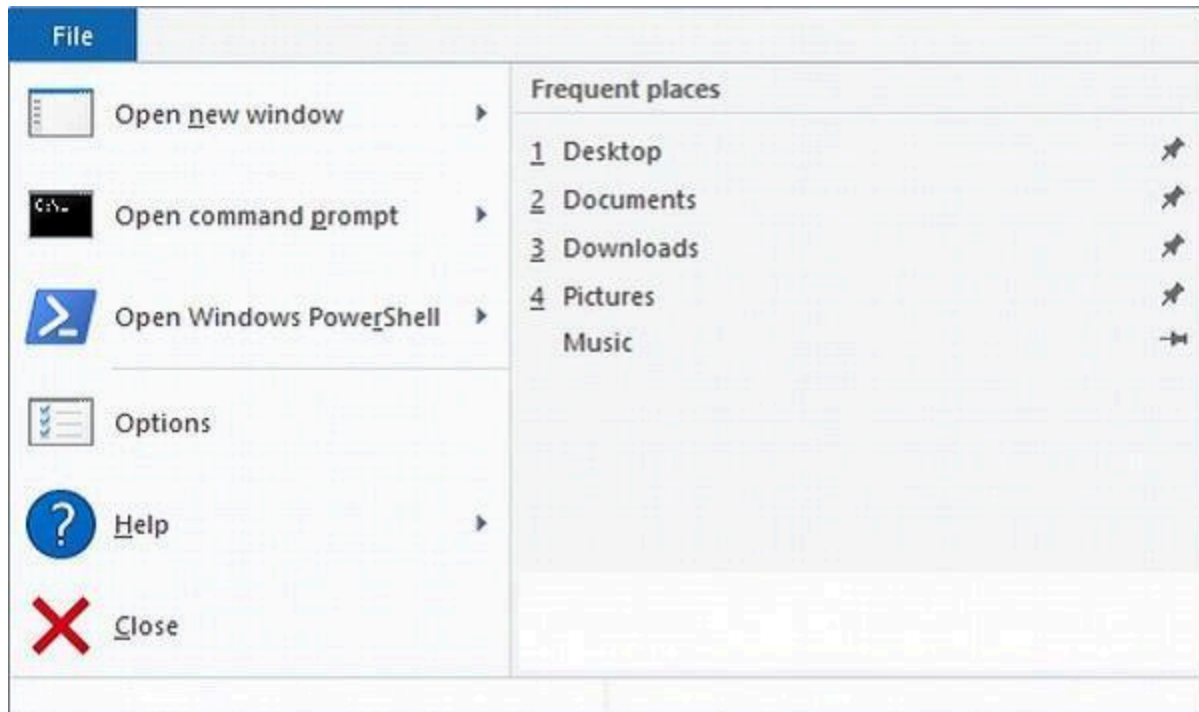 File
Open new window
C:\_
Open command prompt
Open Windows PowerShell
Options
?
Help
Close
Frequent places
1 Desktop
2 Documents
3 Downloads
4 Pictures
Music